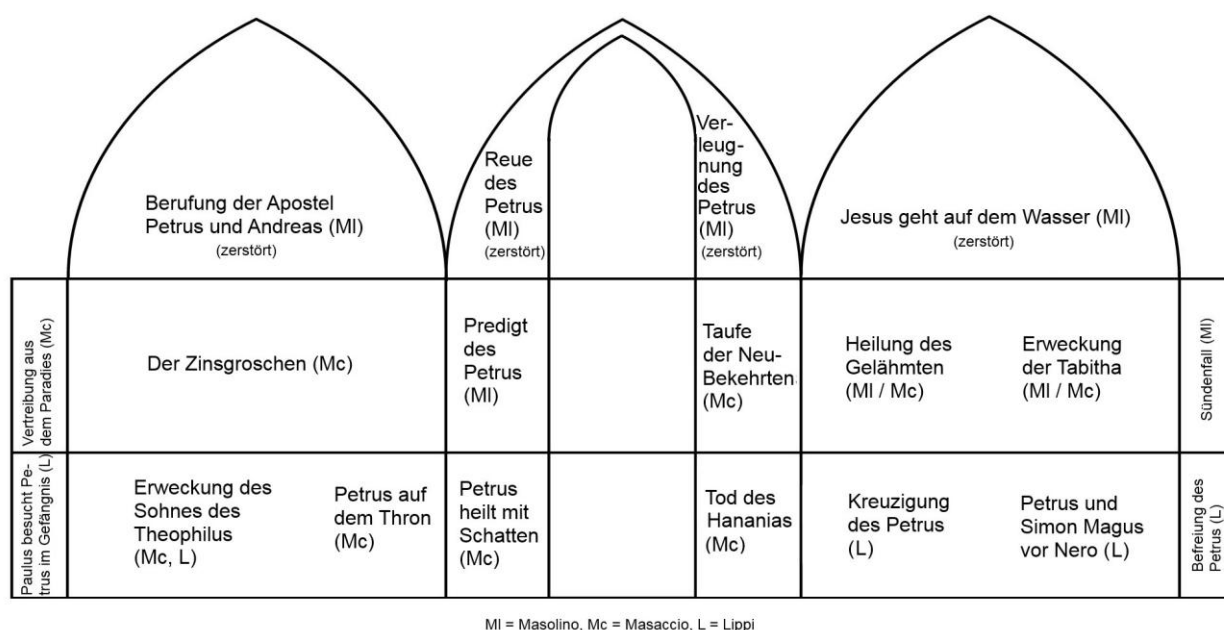 Berufung der Apostel
Petrus und Andreas (Ml)
(zerstört)
Reue
des
Petrus
(Ml)
(zerstört)
Ver-
leug-
nung
des
Petrus
(Ml)
(zerstört)
Jesus geht auf dem Wasser (Ml)
(zerstört)
Vertreibung aus
dem Paradies (Mc)
Der Zinsgroschen (Mc)
Predigt
des
Petrus
(Ml)
Taufe
der Neu-
Bekehrten
(Mc)
Heilung des
Gelähmten
(Ml / Mc)
Erweckung
der Tabitha
(Ml / Mc)
Sündenfall (Ml)
Paulus besucht Pe-
trus im Gefängnis (L)
Erweckung des
Sohnes des
Theophilus
(Mc, L)
Petrus auf
dem Thron
(Mc)
Petrus
heilt mit
Schatten
(Mc)
Tod des
Hananias
(Mc)
Kreuzigung
des Petrus
(L)
Petrus und
Simon Magus
vor Nero (L)
Befreiung des
Petrus (L)
Ml = Masolino, Mc = Masaccio, L = Lippi